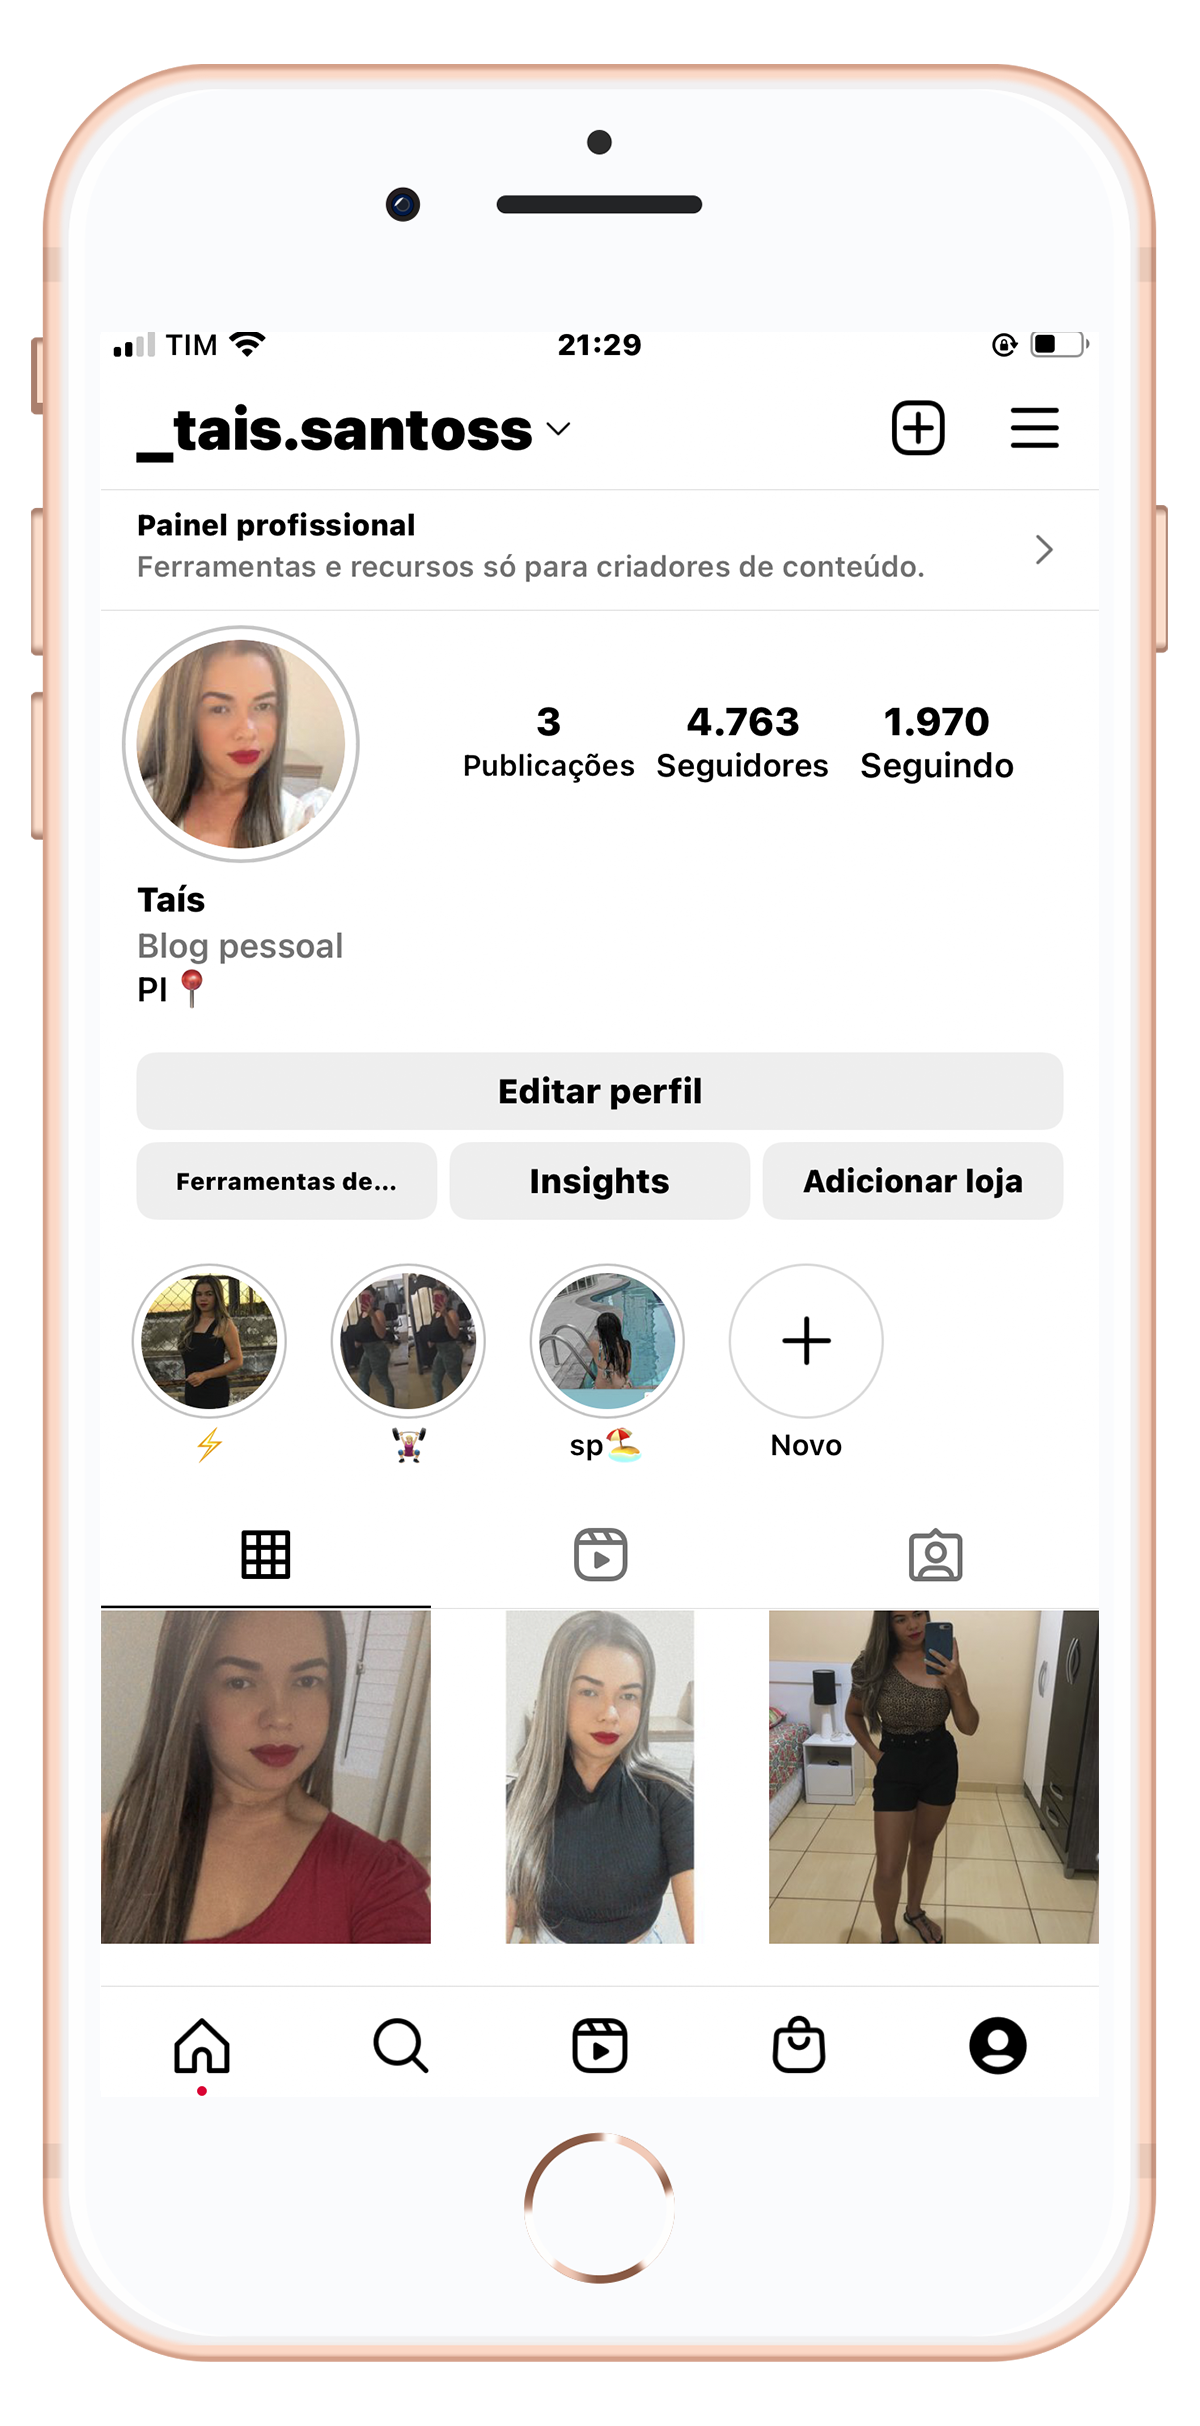 TIM 21:29
_tais.santoss
Painel profissional
Ferramentas e recursos só para criadores de conteúdo.
3 4.763 1.970
Publicações Seguidores Seguindo
Taís
Blog pessoal
PI 📍
Editar perfil
Ferramentas de... Insights Adicionar loja
⚡ 🏋️‍♀️ sp🏖️ Novo